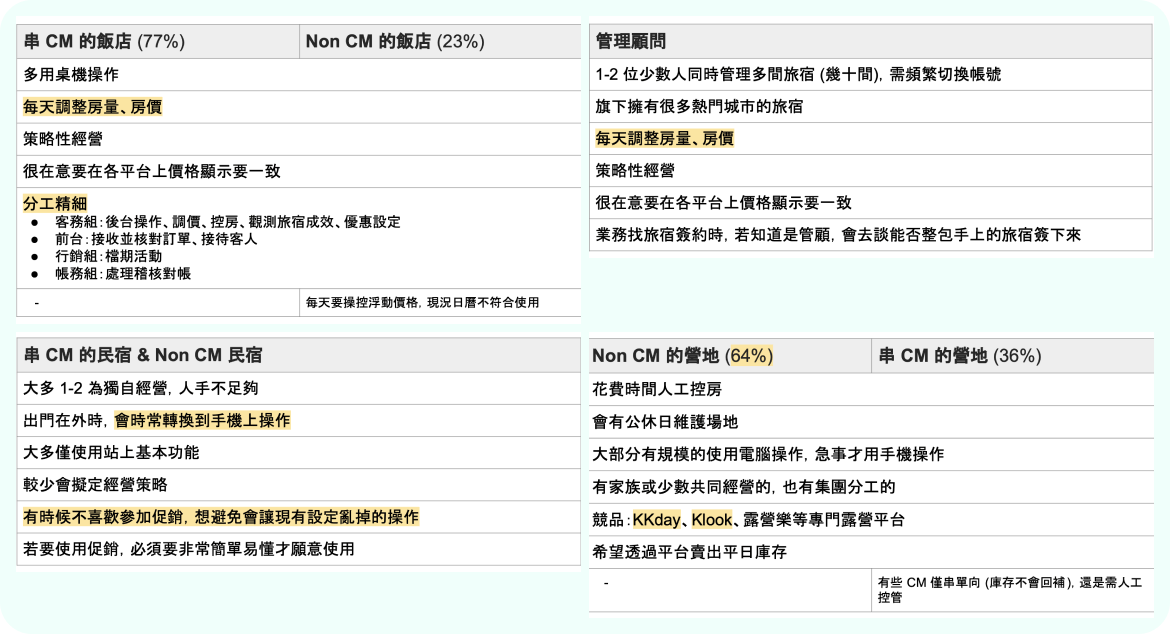 串 CM 的飯店 (77%)
Non CM 的飯店 (23%)
多用桌機操作
每天調整房量、房價
策略性經營
很在意要在各平台上價格顯示要一致
分工精細
● 客務組：後台操作、調價、控房、觀測旅宿成效、優惠設定
● 前台：接收並核對訂單、接待客人
● 行銷組：檔期活動
● 帳務組：處理稽核對帳
-
每天要操控浮動價格, 現況日曆不符合使用
管理顧問
1-2 位少數人同時管理多間旅宿 (幾十間), 需頻繁切換帳號
旗下擁有很多熱門城市的旅宿
每天調整房量、房價
策略性經營
很在意要在各平台上價格顯示要一致
業務找旅宿簽約時, 若知道是管顧, 會去談能否整包手上的旅宿簽下來
串 CM 的民宿 & Non CM 民宿
大多 1-2 為獨自經營, 人手不足夠
出門在外時, 會時常轉換到手機上操作
大多僅使用站上基本功能
較少會擬定經營策略
有時候不喜歡參加促銷, 想避免會讓現有設定亂掉的操作
若要使用促銷, 必須要非常簡單易懂才願意使用
Non CM 的營地 (64%)
串 CM 的營地 (36%)
花費時間人工控房
會有公休日維護場地
大部分有規模的使用電腦操作, 急事才用手機操作
有家族或少數共同經營的, 也有集團分工的
競品：KKday、Klook、露營樂等專門露營平台
希望透過平台賣出平日庫存
-
有些 CM 僅串單向 (庫存不會回補), 還是需人工
控管